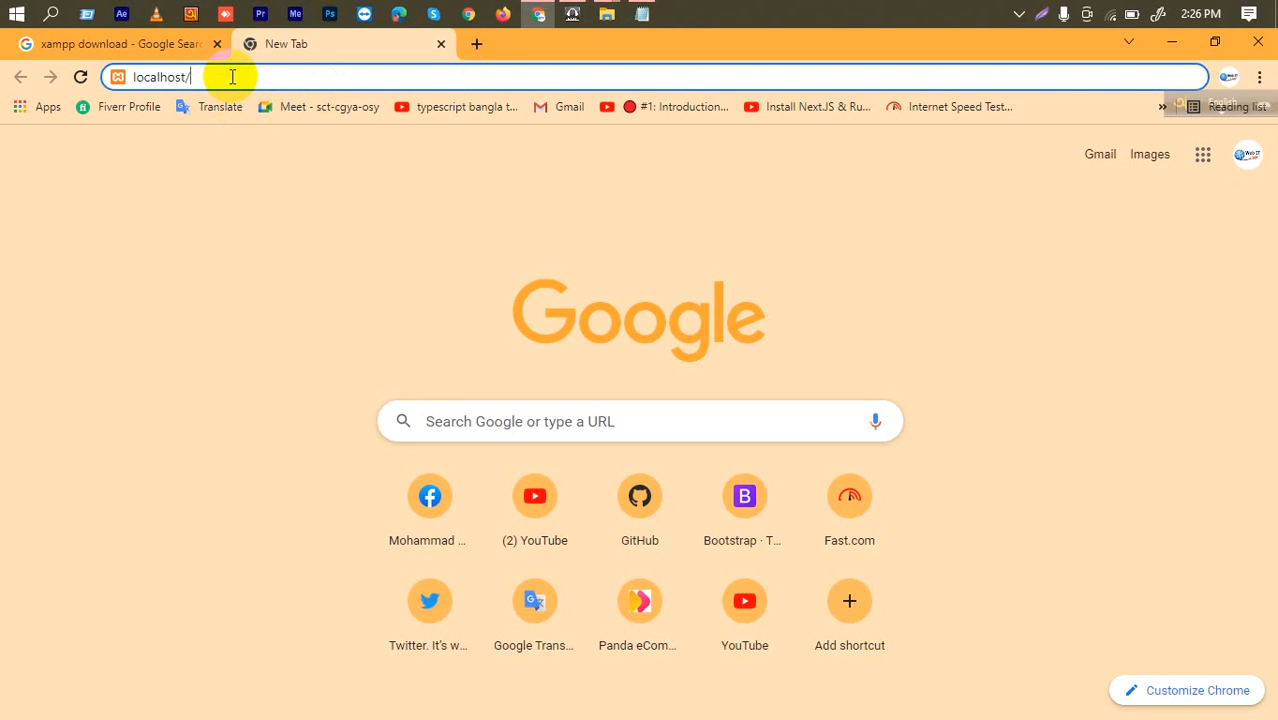 2:26 PM
xampp download - Google Sear
New Tab
localhost/
Apps
Fiverr Profile
Translate
Meet - sct-cgya-osy
typescript bangla t...
Gmail
#1: Introduction...
Install NextJS & Ru...
Internet Speed Test...
»
English
Reading list
Gmail
Images
Google
Search Google or type a URL
Mohammad ...
(2) YouTube
GitHub
Bootstrap · T...
Fast.com
Twitter. It's w...
Google Trans...
Panda eCom...
YouTube
Add shortcut
Customize Chrome